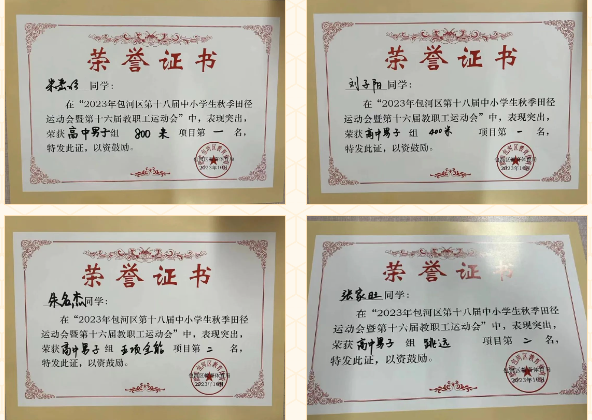 荣誉证书
同学：
在“2023年包河区第十八届中小学生秋季田径
运动会暨第十六届教职工运动会”中，表现突出，
荣获高中男子组 800米 项目第一名，
特发此证，以资鼓励。
荣誉证书
刘子阳同学：
在“2023年包河区第十八届中小学生秋季田径
运动会暨第十六届教职工运动会”中，表现突出，
荣获高中男子组 400米 项目第一名，
特发此证，以资鼓励。
荣誉证书
朱名杰同学：
在“2023年包河区第十八届中小学生秋季田径
运动会暨第十六届教职工运动会”中，表现突出，
荣获高中男子组 五项全能 项目第二名，
特发此证，以资鼓励。
荣誉证书
张家旺同学：
在“2023年包河区第十八届中小学生秋季田径
运动会暨第十六届教职工运动会”中，表现突出，
荣获高中男子组 跳远 项目第二名，
特发此证，以资鼓励。